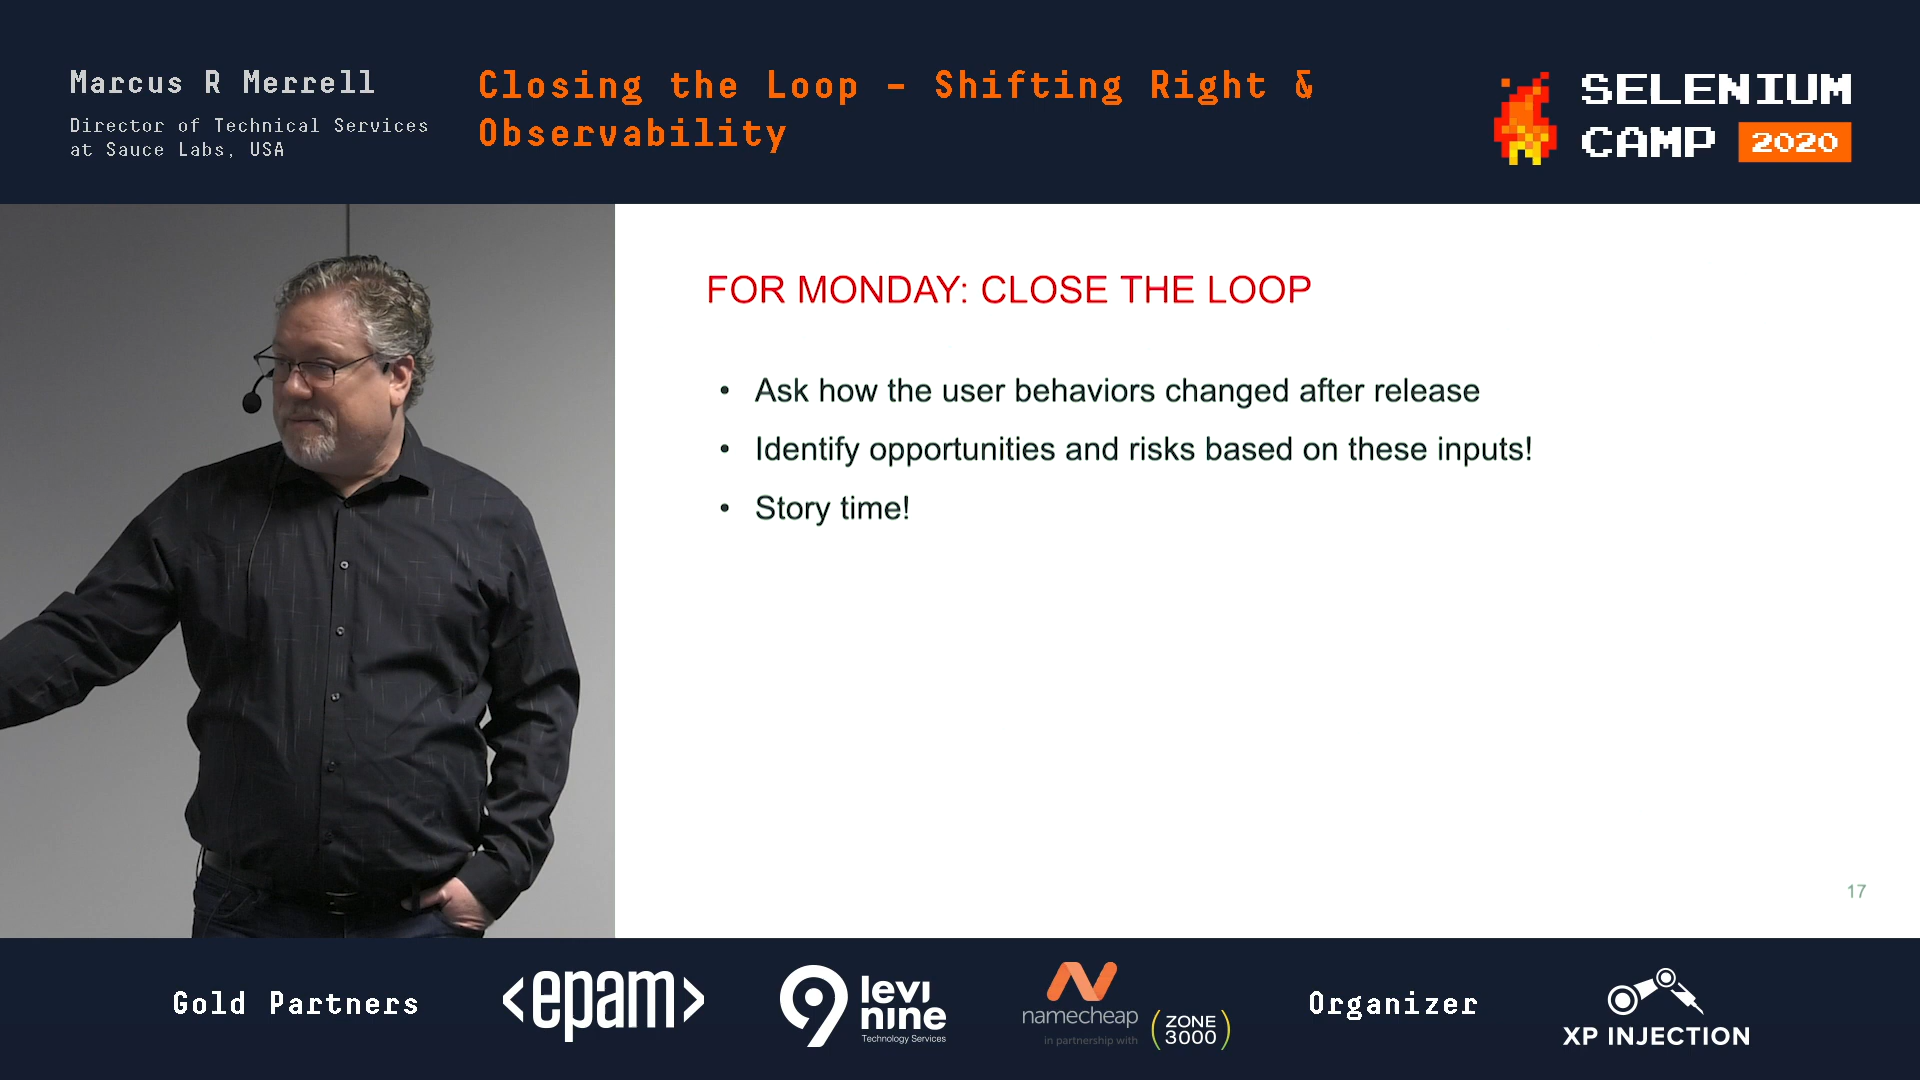 Marcus R Merrell
Director of Technical Services
at Sauce Labs, USA
Closing the Loop – Shifting Right &
Observability
SELENIUM
CAMP 2020
FOR MONDAY: CLOSE THE LOOP
• Ask how the user behaviors changed after release
• Identify opportunities and risks based on these inputs!
• Story time!
17
Gold Partners
<epam>
levi
nine
Technology Services
namecheap
in partnership with
(ZONE
3000)
Organizer
XP INJECTION